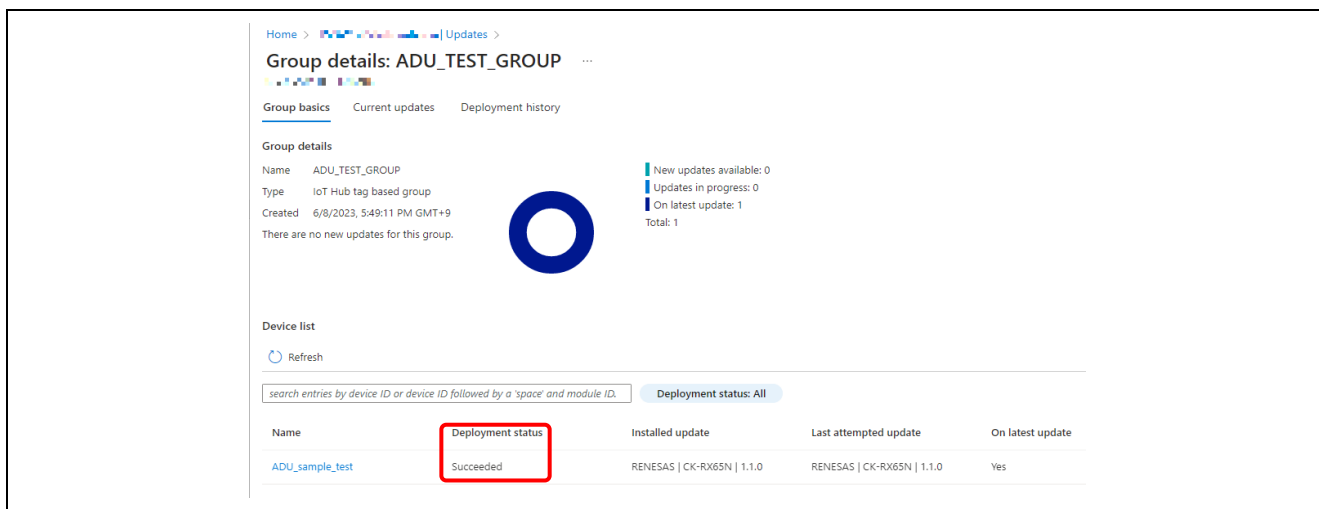 Home > | Updates >
Group details: ADU_TEST_GROUP ...
Group basics Current updates Deployment history
Group details
Name ADU_TEST_GROUP
Type IoT Hub tag based group
Created 6/8/2023, 5:49:11 PM GMT+9
There are no new updates for this group.
New updates available: 0
Updates in progress: 0
On latest update: 1
Total: 1
Device list
Refresh
search entries by device ID or device ID followed by a 'space' and module ID. Deployment status: All
Name Deployment status Installed update Last attempted update On latest update
ADU_sample_test Succeeded RENESAS | CK-RX65N | 1.1.0 RENESAS | CK-RX65N | 1.1.0 Yes